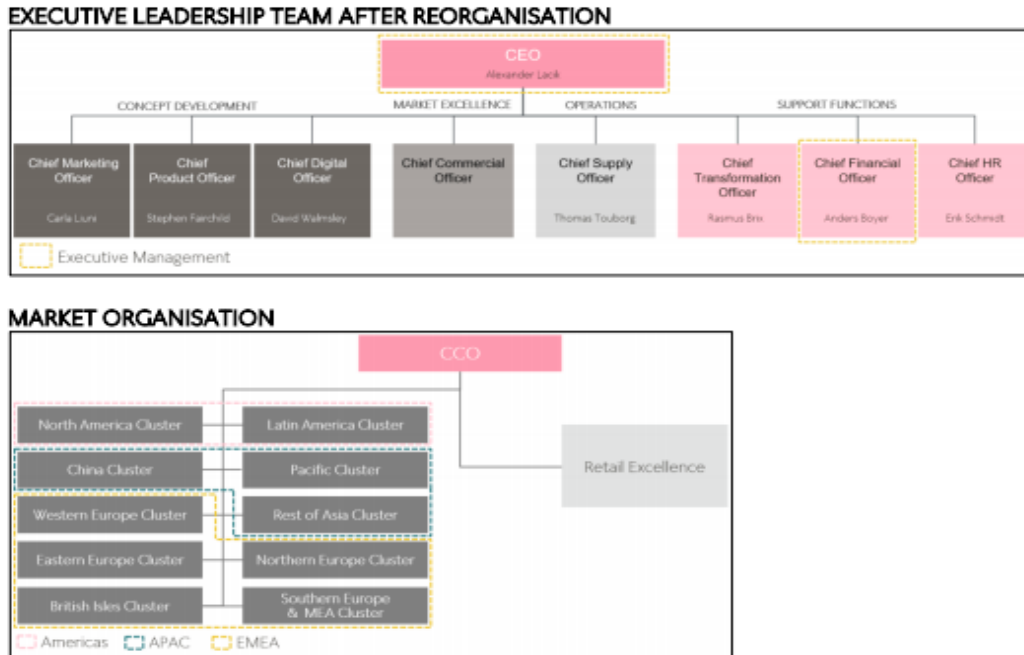 EXECUTIVE LEADERSHIP TEAM AFTER REORGANISATION
CEO
Alexander Lacik
CONCEPT DEVELOPMENT
MARKET EXCELLENCE
OPERATIONS
SUPPORT FUNCTIONS
Chief Marketing
Officer
Carla Liuni
Chief
Product Officer
Stephen Fairchild
Chief Digital
Officer
David Walmsley
Chief Commercial
Officer
Chief Supply
Officer
Thomas Touborg
Chief
Transformation
Officer
Rasmus Brix
Chief Financial
Officer
Anders Boyer
Chief HR
Officer
Erik Schmidt
Executive Management
MARKET ORGANISATION
CCO
North America Cluster
Latin America Cluster
China Cluster
Pacific Cluster
Retail Excellence
Western Europe Cluster
Rest of Asia Cluster
Eastern Europe Cluster
Northern Europe Cluster
British Isles Cluster
Southern Europe
& MEA Cluster
Americas
APAC
EMEA